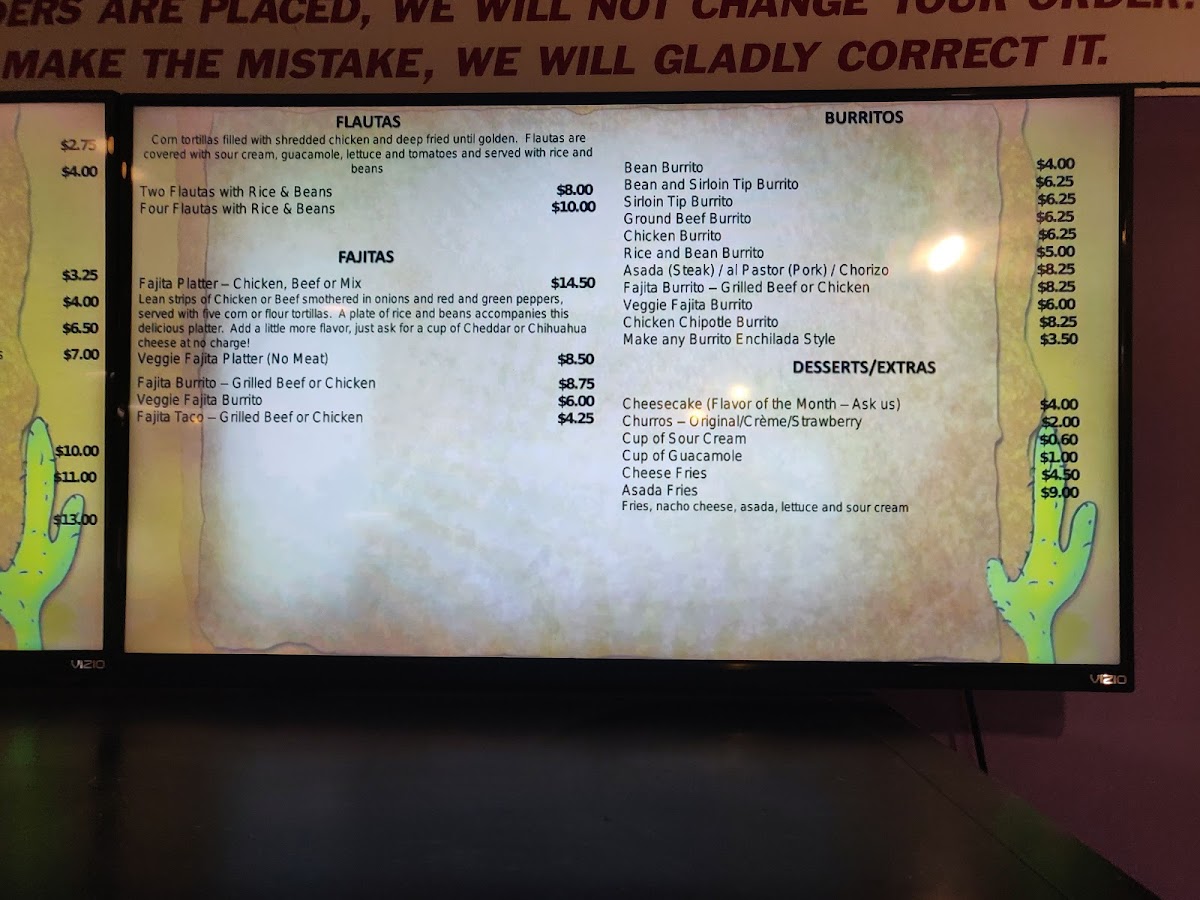 DERS ARE PLACED, WE WILL NOT CHANGE YOUR ORDER.
MAKE THE MISTAKE, WE WILL GLADLY CORRECT IT.
$2.75
$4.00
$3.25
$4.00
$6.50
s $7.00
$10.00
$11.00
$13.00
VIZIO
FLAUTAS
Corn tortillas filled with shredded chicken and deep fried until golden. Flautas are
covered with sour cream, guacamole, lettuce and tomatoes and served with rice and
beans
Two Flautas with Rice & Beans $8.00
Four Flautas with Rice & Beans $10.00
FAJITAS
Fajita Platter – Chicken, Beef or Mix $14.50
Lean strips of Chicken or Beef smothered in onions and red and green peppers,
served with five corn or flour tortillas. A plate of rice and beans accompanies this
delicious platter. Add a little more flavor, just ask for a cup of Cheddar or Chihuahua
cheese at no charge!
Veggie Fajita Platter (No Meat) $8.50
Fajita Burrito – Grilled Beef or Chicken $8.75
Veggie Fajita Burrito $6.00
Fajita Taco – Grilled Beef or Chicken $4.25
BURRITOS
Bean Burrito $4.00
Bean and Sirloin Tip Burrito $6.25
Sirloin Tip Burrito $6.25
Ground Beef Burrito $6.25
Chicken Burrito $6.25
Rice and Bean Burrito $5.00
Asada (Steak) / al Pastor (Pork) / Chorizo $8.25
Fajita Burrito – Grilled Beef or Chicken $8.25
Veggie Fajita Burrito $6.00
Chicken Chipotle Burrito $8.25
Make any Burrito Enchilada Style $3.50
DESSERTS/EXTRAS
Cheesecake (Flavor of the Month – Ask us) $4.00
Churros – Original/Crème/Strawberry $2.00
Cup of Sour Cream $0.60
Cup of Guacamole $1.00
Cheese Fries $4.50
Asada Fries $9.00
Fries, nacho cheese, asada, lettuce and sour cream
VIZIO